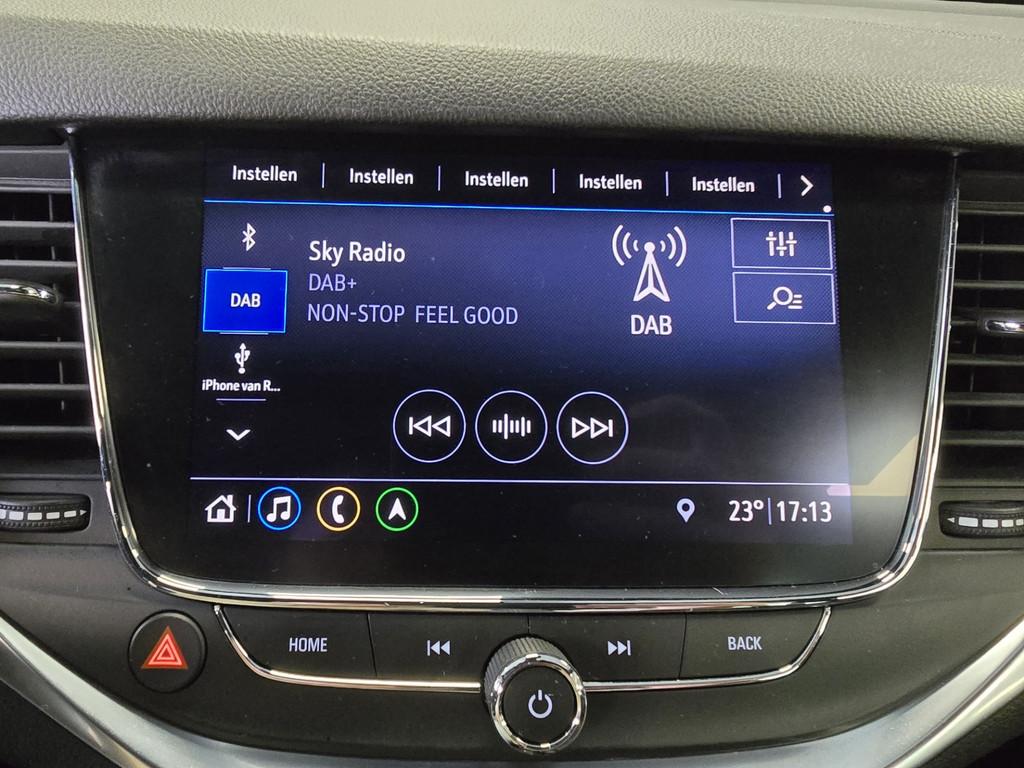 Instellen Instellen Instellen Instellen Instellen
Sky Radio
DAB+
NON-STOP FEEL GOOD
DAB
DAB
iPhone van R...
23° 17:13
HOME
BACK